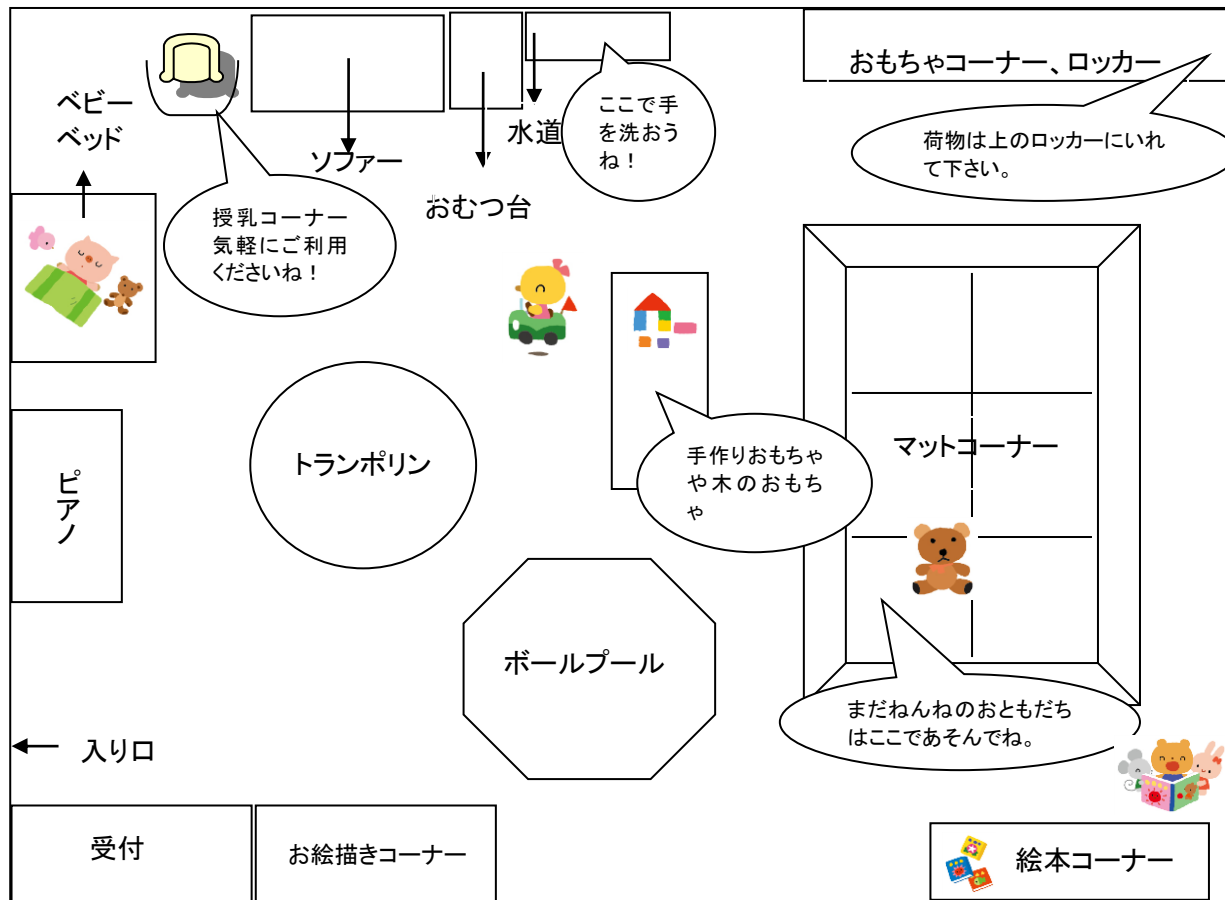 おもちゃコーナー、ロッカー
ベビー
ベッド
ここで手
を洗おう
ね！
水道
ソファー
荷物は上のロッカーにいれ
て下さい。
おむつ台
授乳コーナー
気軽にご利用
くださいね！
トランポリン
マットコーナー
手作りおもちゃ
や木のおもち
ゃ
ピアノ
ボールプール
まだねんねのおともだち
はここであそんでね。
入り口
受付
お絵描きコーナー
絵本コーナー